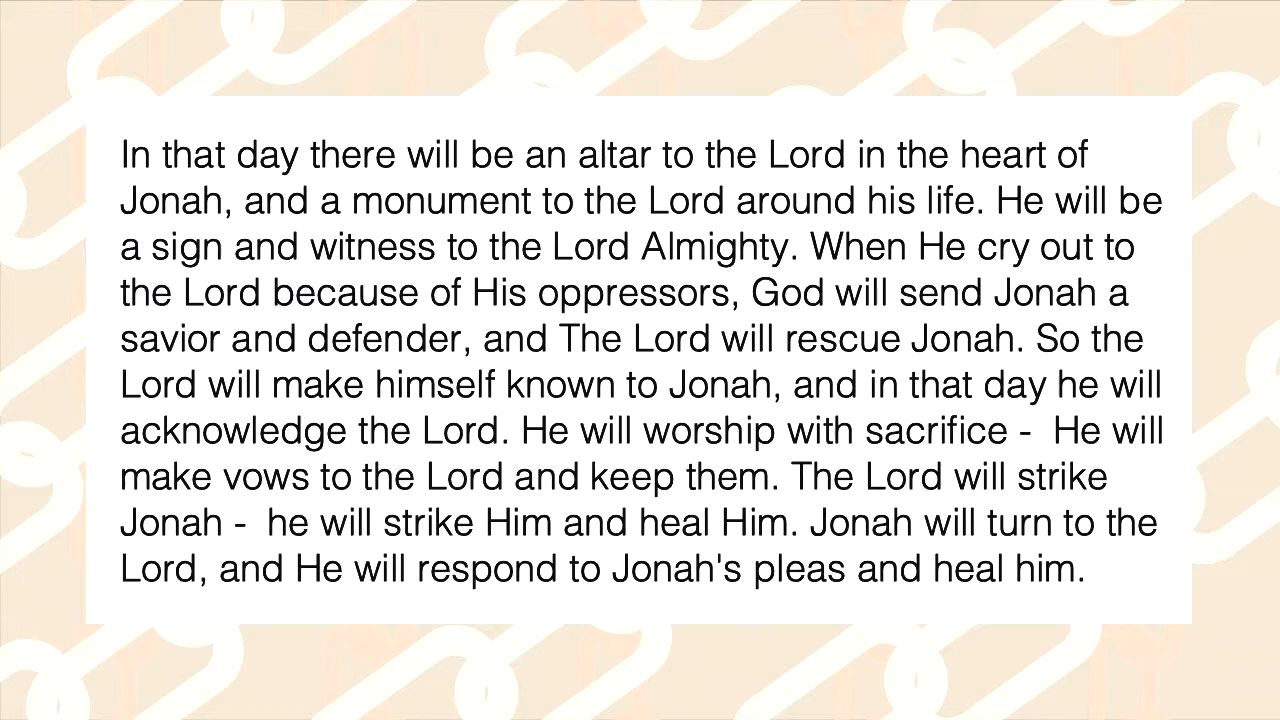 In that day there will be an altar to the Lord in the heart of
Jonah, and a monument to the Lord around his life. He will be
a sign and witness to the Lord Almighty. When He cry out to
the Lord because of His oppressors, God will send Jonah a
savior and defender, and The Lord will rescue Jonah. So the
Lord will make himself known to Jonah, and in that day he will
acknowledge the Lord. He will worship with sacrifice -  He will
make vows to the Lord and keep them. The Lord will strike
Jonah -  he will strike Him and heal Him. Jonah will turn to the
Lord, and He will respond to Jonah's pleas and heal him.